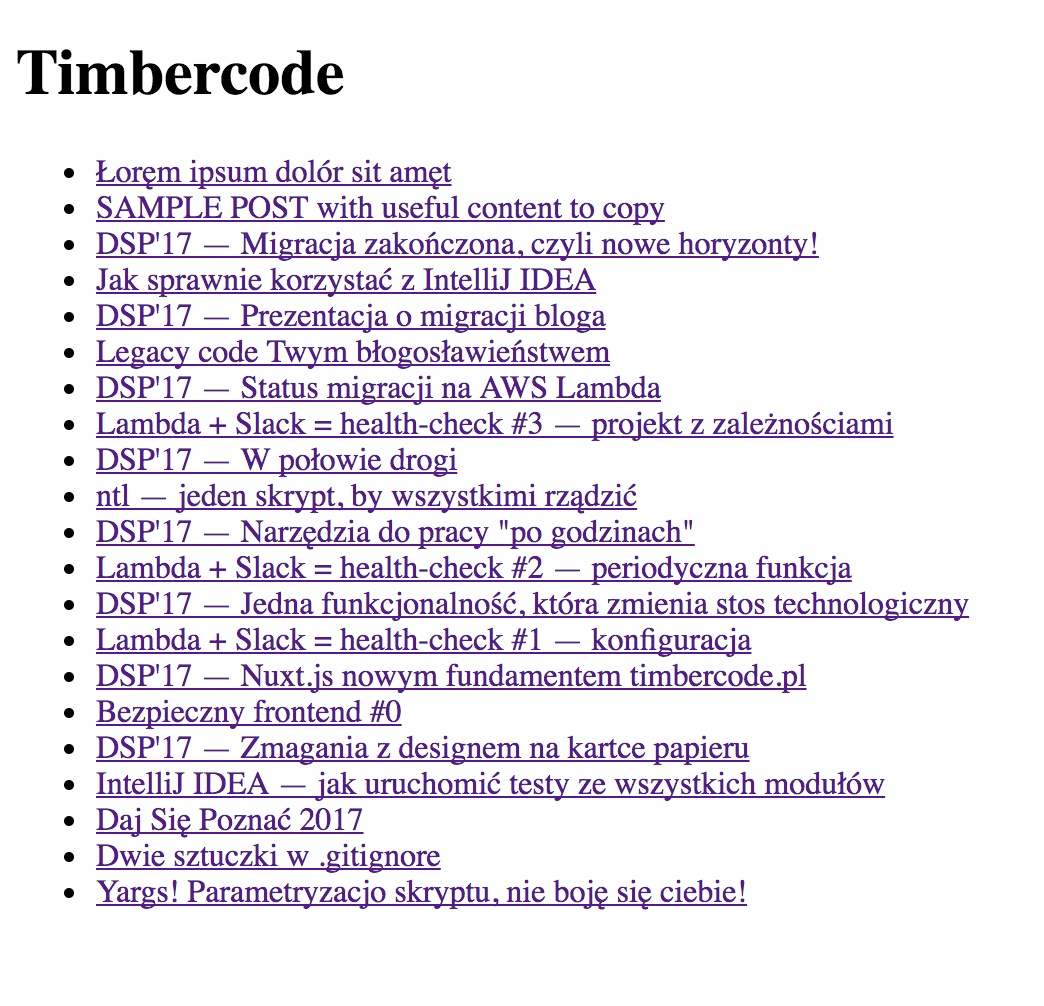 Timbercode
Łoręm ipsum dolór sit amęt
SAMPLE POST with useful content to copy
DSP'17 — Migracja zakończona, czyli nowe horyzonty!
Jak sprawnie korzystać z IntelliJ IDEA
DSP'17 — Prezentacja o migracji bloga
Legacy code Twym błogosławieństwem
DSP'17 — Status migracji na AWS Lambda
Lambda + Slack = health-check #3 — projekt z zależnościami
DSP'17 — W połowie drogi
ntl — jeden skrypt, by wszystkimi rządzić
DSP'17 — Narzędzia do pracy "po godzinach"
Lambda + Slack = health-check #2 — periodyczna funkcja
DSP'17 — Jedna funkcjonalność, która zmienia stos technologiczny
Lambda + Slack = health-check #1 — konfiguracja
DSP'17 — Nuxt.js nowym fundamentem timbercode.pl
Bezpieczny frontend #0
DSP'17 — Zmagania z designem na kartce papieru
IntelliJ IDEA — jak uruchomić testy ze wszystkich modułów
Daj Się Poznać 2017
Dwie sztuczki w .gitignore
Yargs! Parametryzacjo skryptu, nie boję się ciebie!